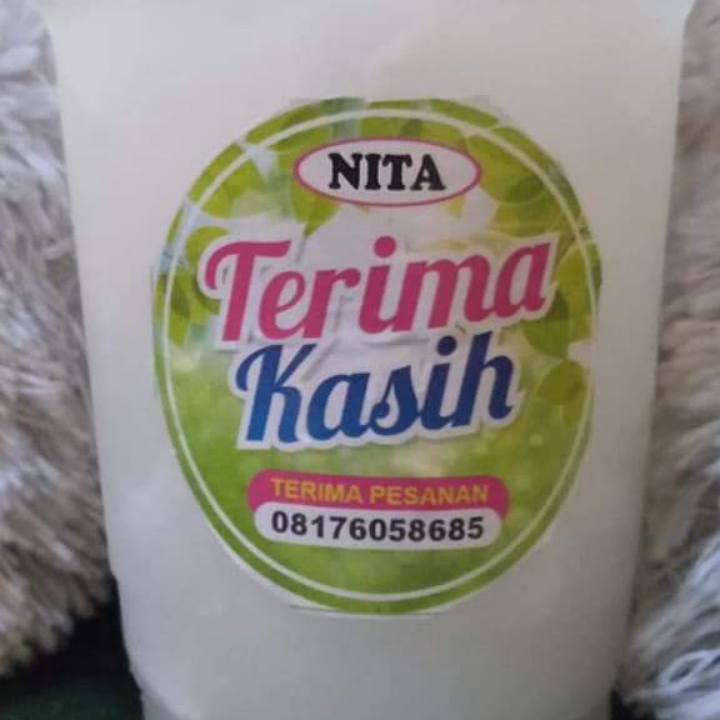 NITA
Terima
Kasih
TERIMA PESANAN
08176058685